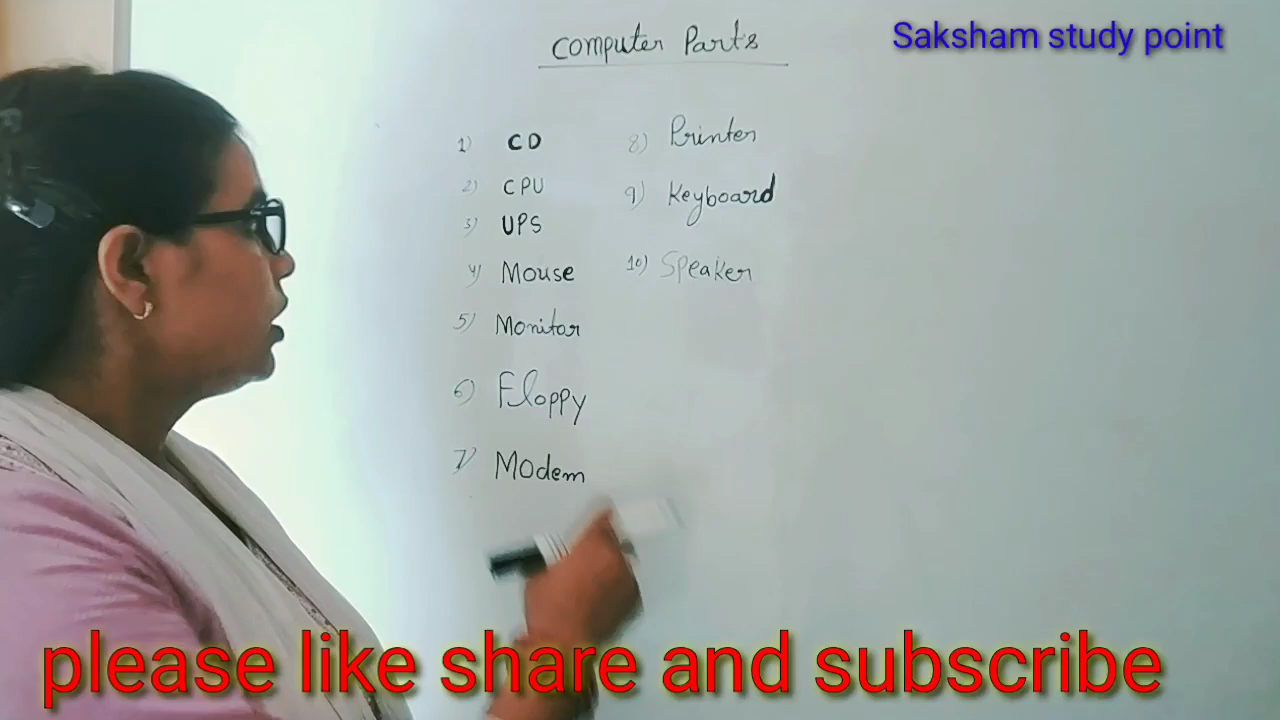 Saksham study point
Computer Parts
1) CD
2) CPU
3) UPS
4) Mouse
5) Monitor
6) Floppy
7) Modem
8) Printer
9) Keyboard
10) Speaker
please like share and subscribe